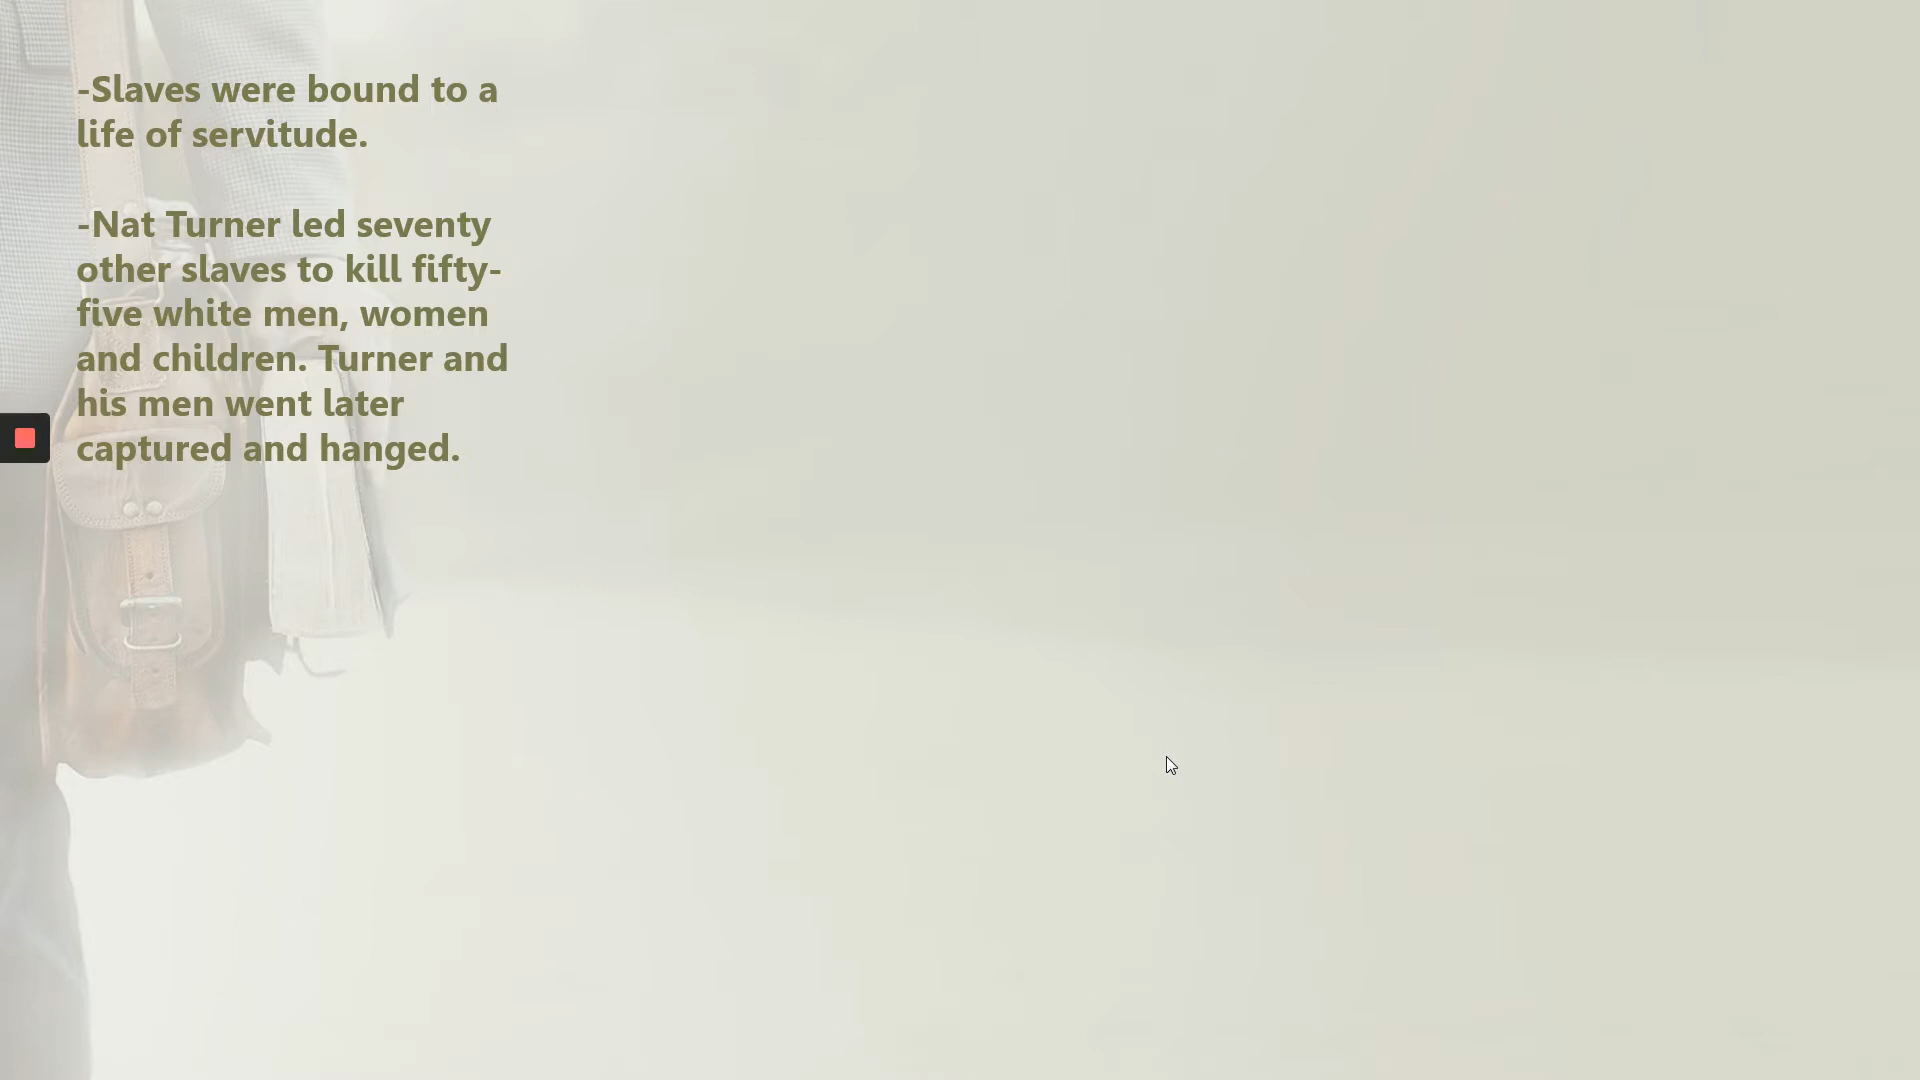 -Slaves were bound to a
life of servitude.
-Nat Turner led seventy
other slaves to kill fifty-
five white men, women
and children. Turner and
his men went later
captured and hanged.